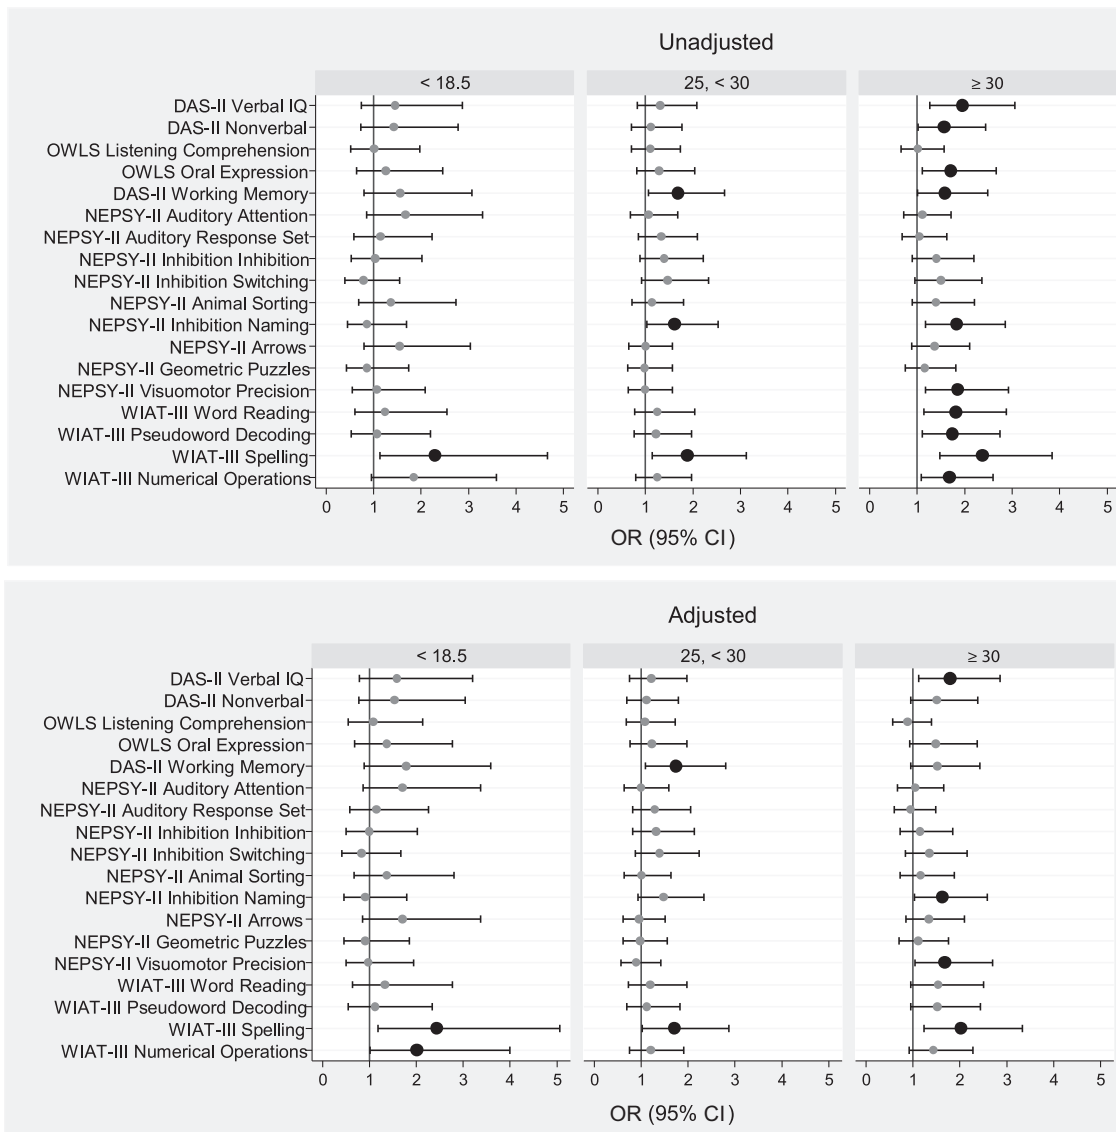 Unadjusted
< 18.5 25, < 30 ≥ 30
DAS-II Verbal IQ
DAS-II Nonverbal
OWLS Listening Comprehension
OWLS Oral Expression
DAS-II Working Memory
NEPSY-II Auditory Attention
NEPSY-II Auditory Response Set
NEPSY-II Inhibition Inhibition
NEPSY-II Inhibition Switching
NEPSY-II Animal Sorting
NEPSY-II Inhibition Naming
NEPSY-II Arrows
NEPSY-II Geometric Puzzles
NEPSY-II Visuomotor Precision
WIAT-III Word Reading
WIAT-III Pseudoword Decoding
WIAT-III Spelling
WIAT-III Numerical Operations
0 1 2 3 4 5 0 1 2 3 4 5 0 1 2 3 4 5
OR (95% CI)
Adjusted
< 18.5 25, < 30 ≥ 30
DAS-II Verbal IQ
DAS-II Nonverbal
OWLS Listening Comprehension
OWLS Oral Expression
DAS-II Working Memory
NEPSY-II Auditory Attention
NEPSY-II Auditory Response Set
NEPSY-II Inhibition Inhibition
NEPSY-II Inhibition Switching
NEPSY-II Animal Sorting
NEPSY-II Inhibition Naming
NEPSY-II Arrows
NEPSY-II Geometric Puzzles
NEPSY-II Visuomotor Precision
WIAT-III Word Reading
WIAT-III Pseudoword Decoding
WIAT-III Spelling
WIAT-III Numerical Operations
0 1 2 3 4 5 0 1 2 3 4 5 0 1 2 3 4 5
OR (95% CI)